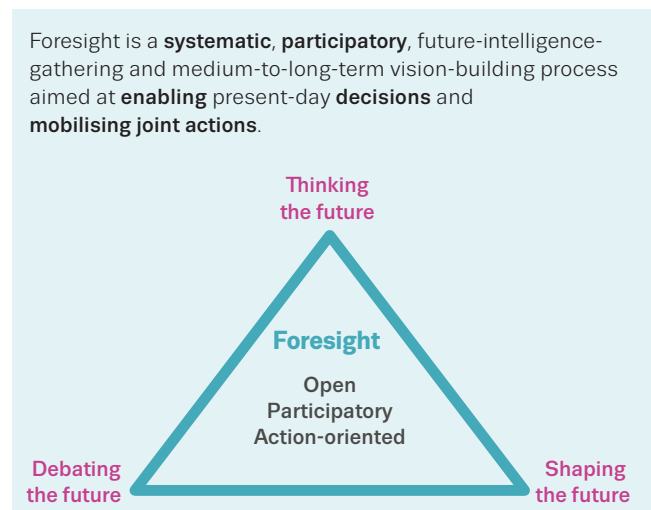 Foresight is a systematic, participatory, future-intelligence-
gathering and medium-to-long-term vision-building process
aimed at enabling present-day decisions and
mobilising joint actions.
Thinking
the future
Foresight
Open
Participatory
Action-oriented
Debating
the future
Shaping
the future